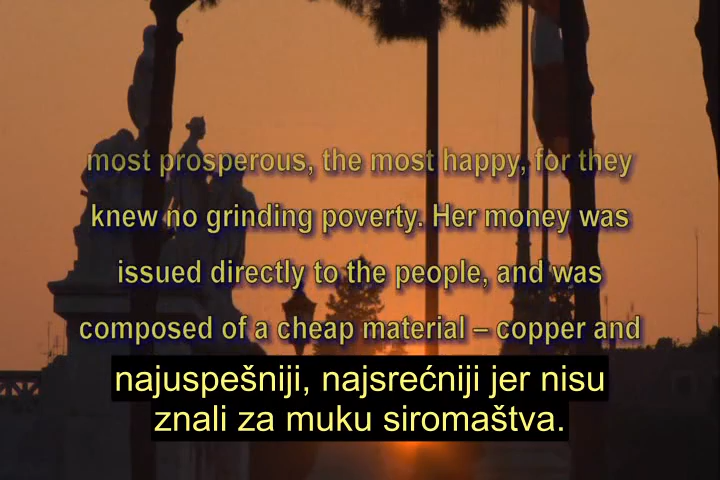 most prosperous, the most happy, for they
knew no grinding poverty. Her money was
issued directly to the people, and was
composed of a cheap material – copper and
najuspešniji, najsrećniji jer nisu
znali za muku siromaštva.